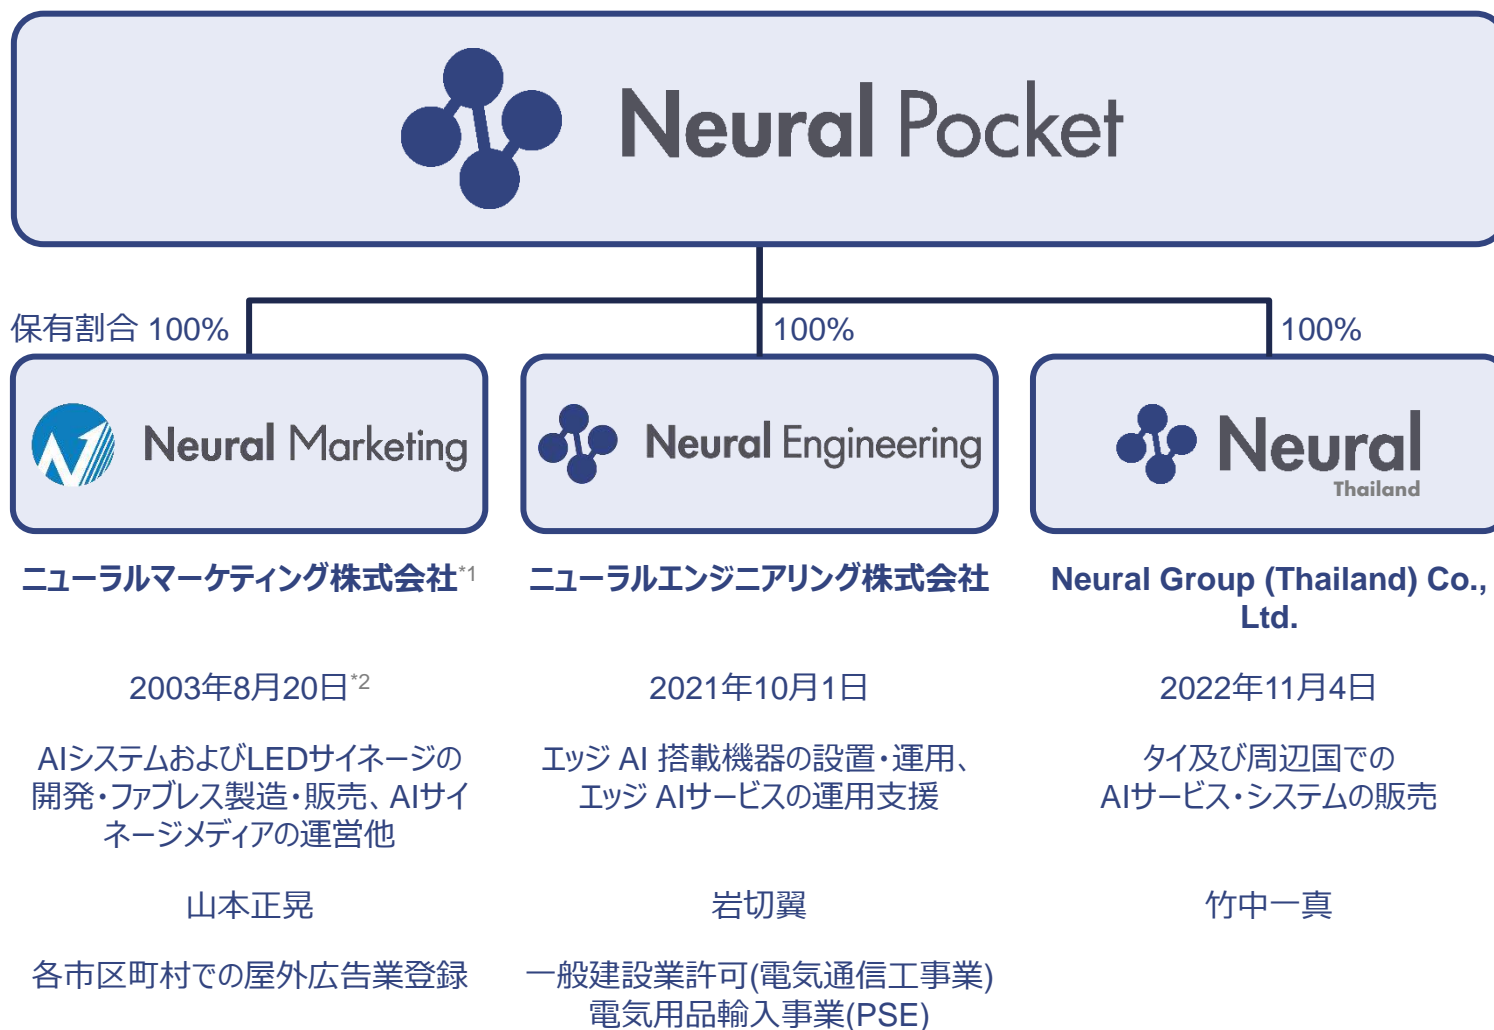 Neural Pocket
保有割合 100%
100%
100%
Neural Marketing
Neural Engineering
Neural
Thailand
ニューラルマーケティング株式会社*1
ニューラルエンジニアリング株式会社
Neural Group (Thailand) Co.,
Ltd.
2003年8月20日*2
2021年10月1日
2022年11月4日
AIシステムおよびLEDサイネージの
開発・ファブレス製造・販売、AIサイ
ネージメディアの運営他
エッジ AI 搭載機器の設置・運用、
エッジ AIサービスの運用支援
タイ及び周辺国での
AIサービス・システムの販売
山本正晃
岩切翼
竹中一真
各市区町村での屋外広告業登録
一般建設業許可(電気通信工事業)
電気用品輸入事業(PSE)